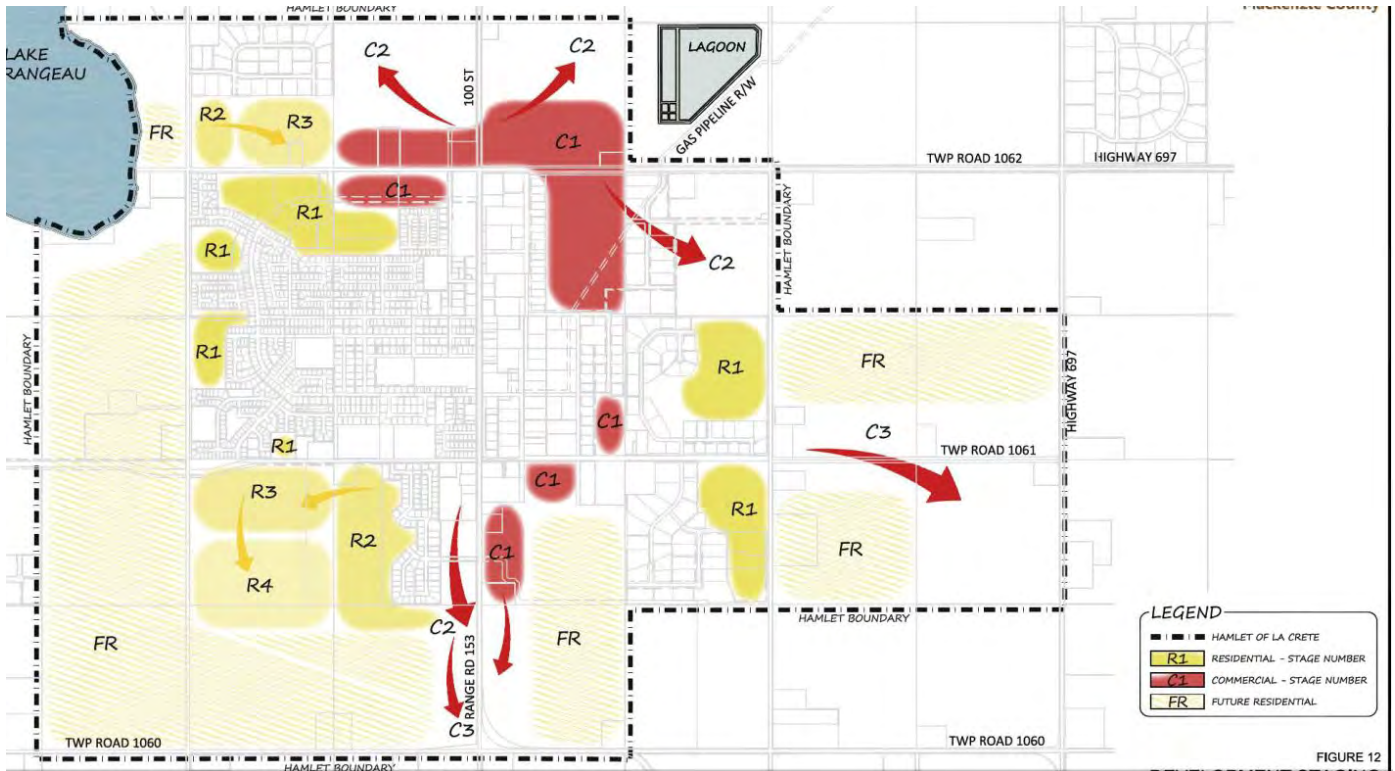 HAMLET BOUNDARY
Mackenzie County
LAKE
RANGEAU
C2
C2
100 ST
LAGOON
GAS PIPELINE R/W
FR
R2
R3
C1
TWP ROAD 1062
HIGHWAY 697
C1
R1
R1
C2
HAMLET BOUNDARY
HAMLET BOUNDARY
R1
R1
FR
HIGHWAY 697
C1
C3
R1
TWP ROAD 1061
R3
C1
R1
R2
C1
FR
R4
C2
FR
FR
RANGE RD 153
HAMLET BOUNDARY
C3
TWP ROAD 1060
TWP ROAD 1060
HAMLET BOUNDARY
LEGEND
HAMLET OF LA CRETE
R1 RESIDENTIAL - STAGE NUMBER
C1 COMMERCIAL - STAGE NUMBER
FR FUTURE RESIDENTIAL
FIGURE 12
DEVELOPMENT STAGING